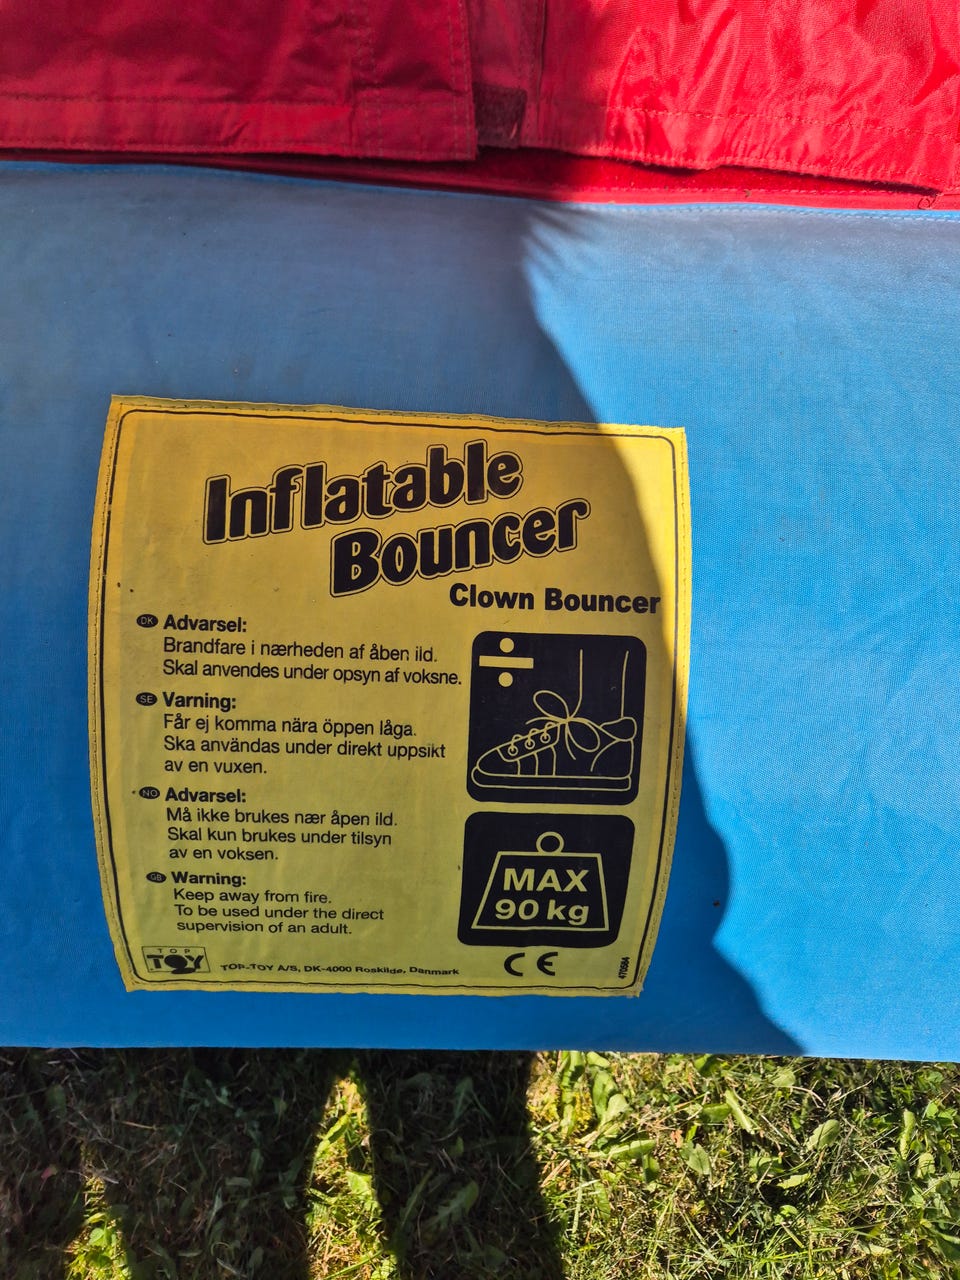 Inflatable
Bouncer
Clown Bouncer
DK Advarsel:
Brandfare i nærheden af åben ild.
Skal anvendes under opsyn af voksne.
SE Varning:
Får ej komma nära öppen låga.
Ska användas under direkt uppsikt
av en vuxen.
NO Advarsel:
Må ikke brukes nær åpen ild.
Skal kun brukes under tilsyn
av en voksen.
GB Warning:
Keep away from fire.
To be used under the direct
supervision of an adult.
MAX
90 kg
TOP
TOY
TOP-TOY A/S, DK-4000 Roskilde, Danmark
CE
470584